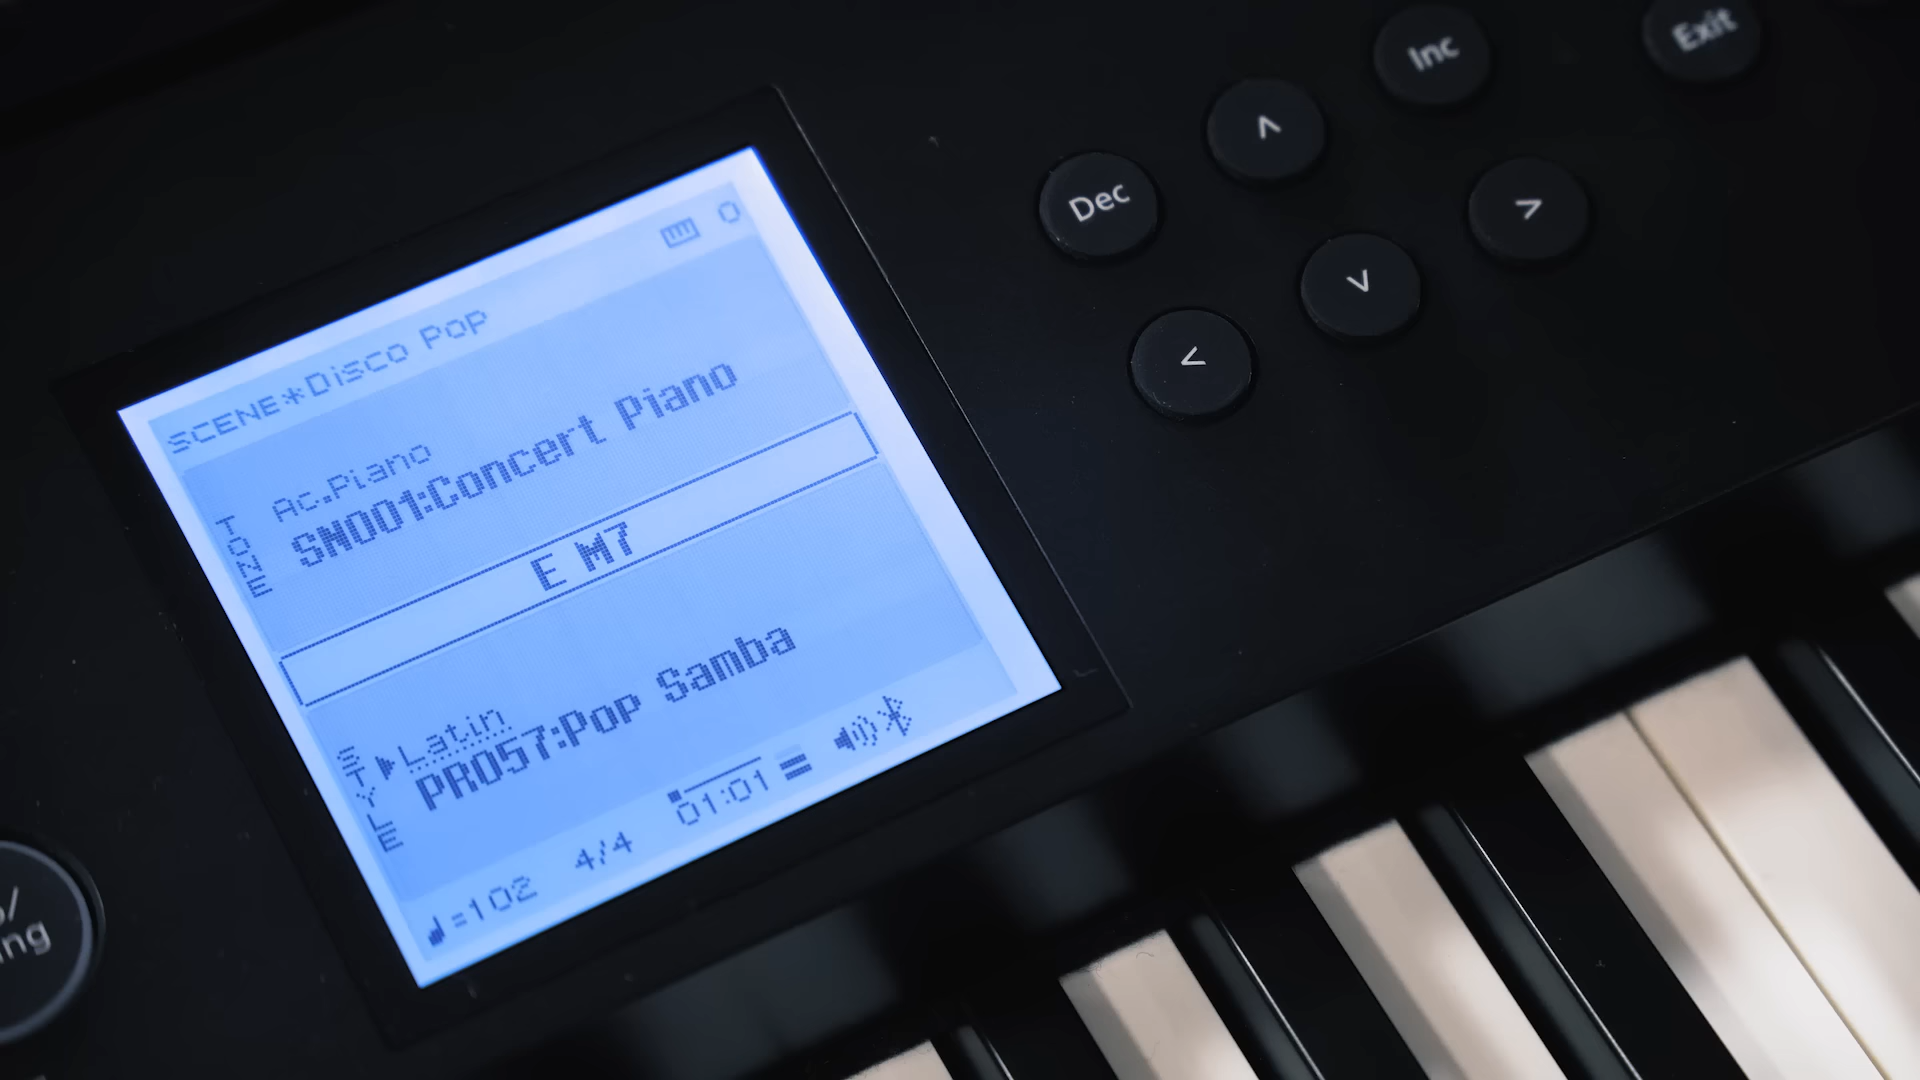 SCENE*Disco Pop 0
TONE
Ac.Piano
SN001:Concert Piano
E M7
STYLE
Latin
PR057:Pop Samba
♩=102 4/4 01:01
Dec
Inc
Exit
∧
∨
<
>